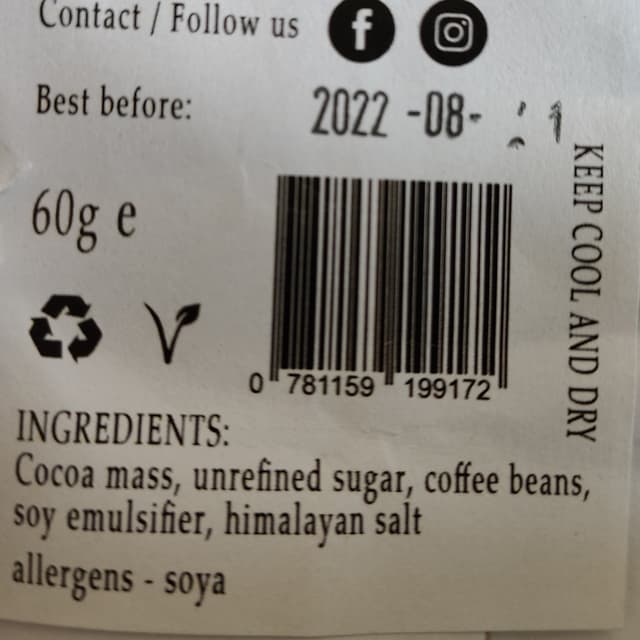 Contact / Follow us
Best before: 2022 -08-
60g e
KEEP COOL AND DRY
0 781159 199172
INGREDIENTS:
Cocoa mass, unrefined sugar, coffee beans,
soy emulsifier, himalayan salt
allergens - soya